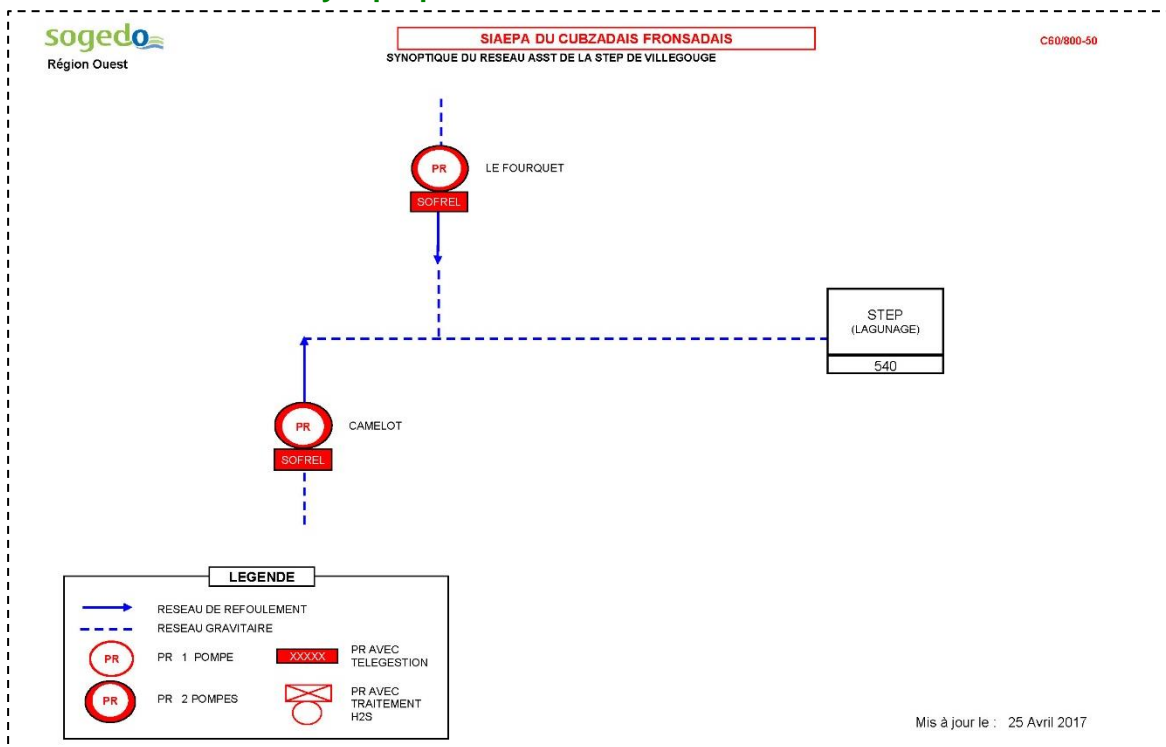 sogedo
Région Ouest
SIAEPA DU CUBZADAIS FRONSADAIS
SYNOPTIQUE DU RESEAU ASST DE LA STEP DE VILLEGOUGE
C60/800-50
PR
LE FOURQUET
SOFREL
STEP
(LAGUNAGE)
540
PR
CAMELOT
SOFREL
LEGENDE
RESEAU DE REFOULEMENT
RESEAU GRAVITAIRE
PR
PR 1 POMPE
XXXXX
PR AVEC
TELEGESTION
PR
PR 2 POMPES
PR AVEC
TRAITEMENT
H2S
Mis à jour le : 25 Avril 2017